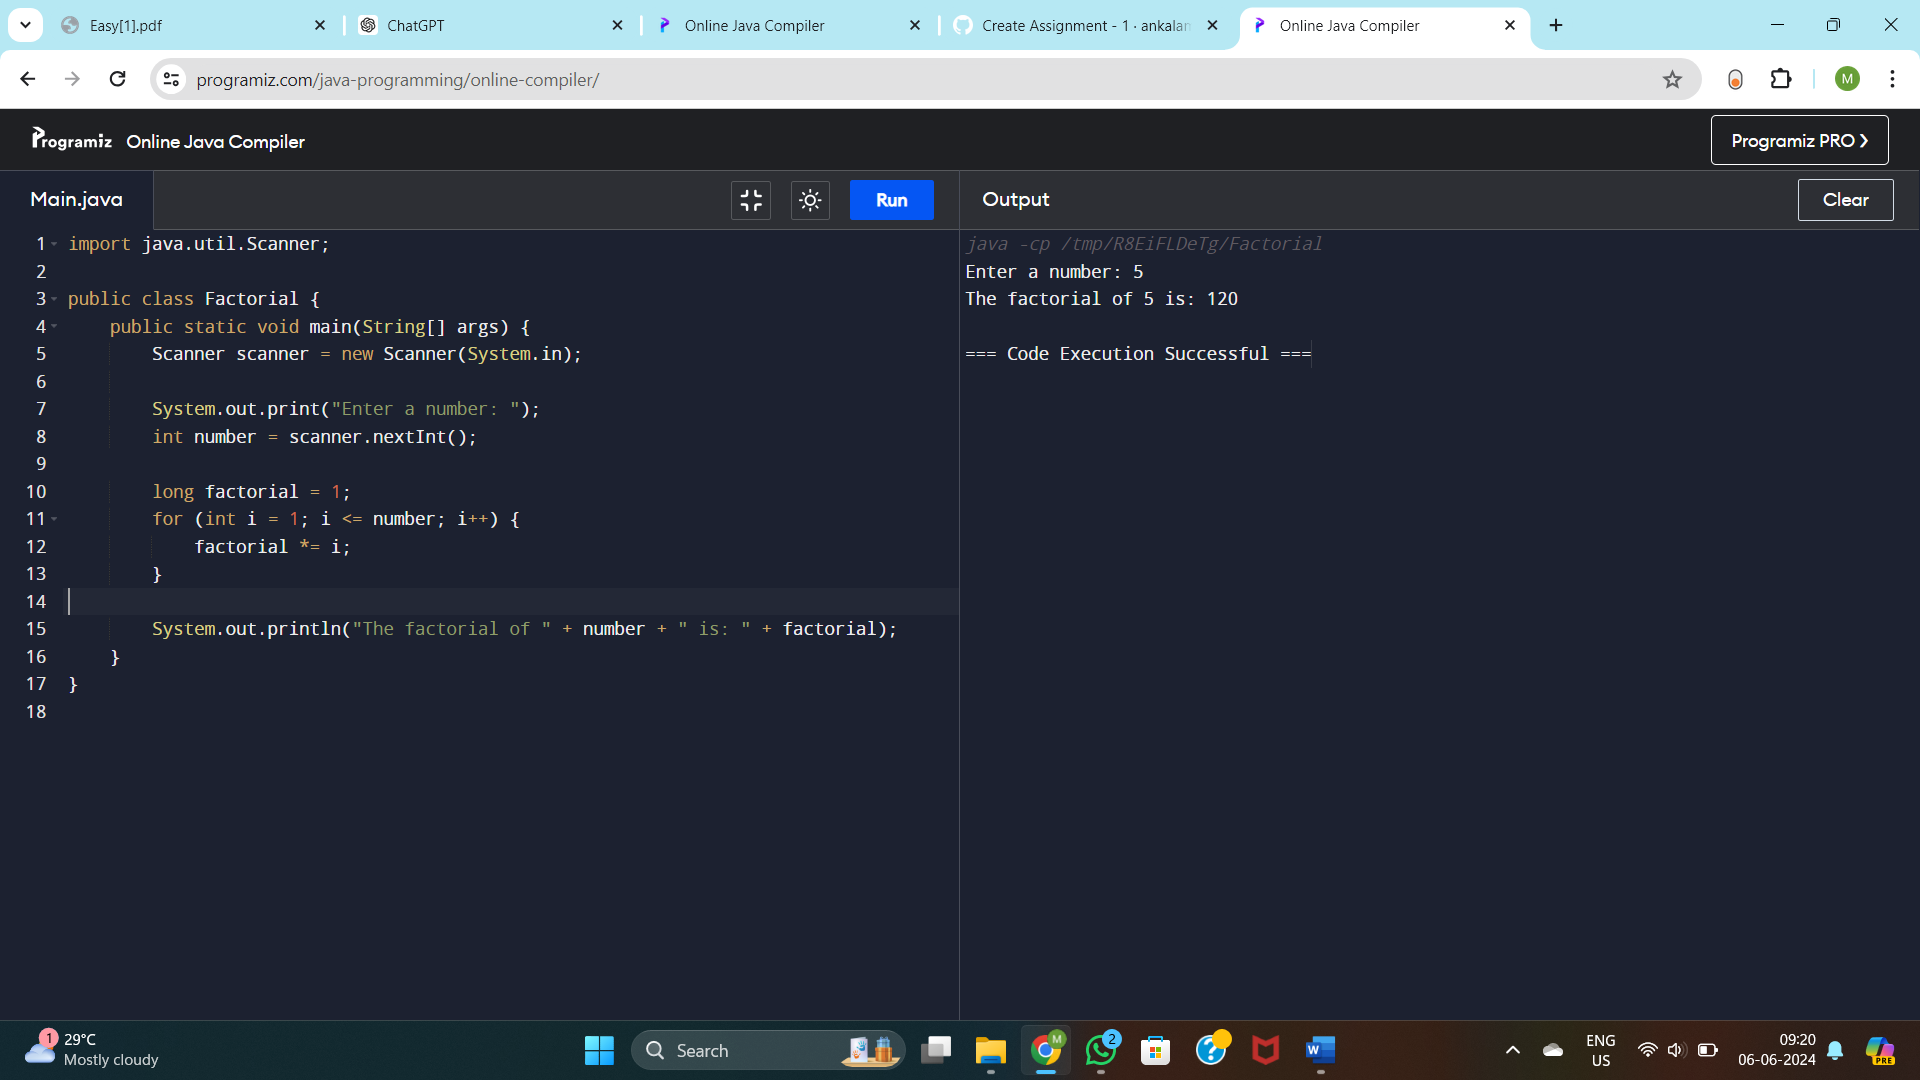 Easy[1].pdf
ChatGPT
Online Java Compiler
Create Assignment - 1 · ankalan
Online Java Compiler
programiz.com/java-programming/online-compiler/
M
Programiz
Online Java Compiler
Programiz PRO
Main.java
Run
Output
Clear
1 import java.util.Scanner;
2
3 public class Factorial {
4     public static void main(String[] args) {
5         Scanner scanner = new Scanner(System.in);
6
7         System.out.print("Enter a number: ");
8         int number = scanner.nextInt();
9
10         long factorial = 1;
11         for (int i = 1; i <= number; i++) {
12             factorial *= i;
13         }
14
15         System.out.println("The factorial of " + number + " is: " + factorial);
16     }
17 }
18
java -cp /tmp/R8EiFLDeTg/Factorial
Enter a number: 5
The factorial of 5 is: 120
=== Code Execution Successful ===
1
29°C
Mostly cloudy
Search
M
2
W
ENG
US
09:20
06-06-2024
PRE